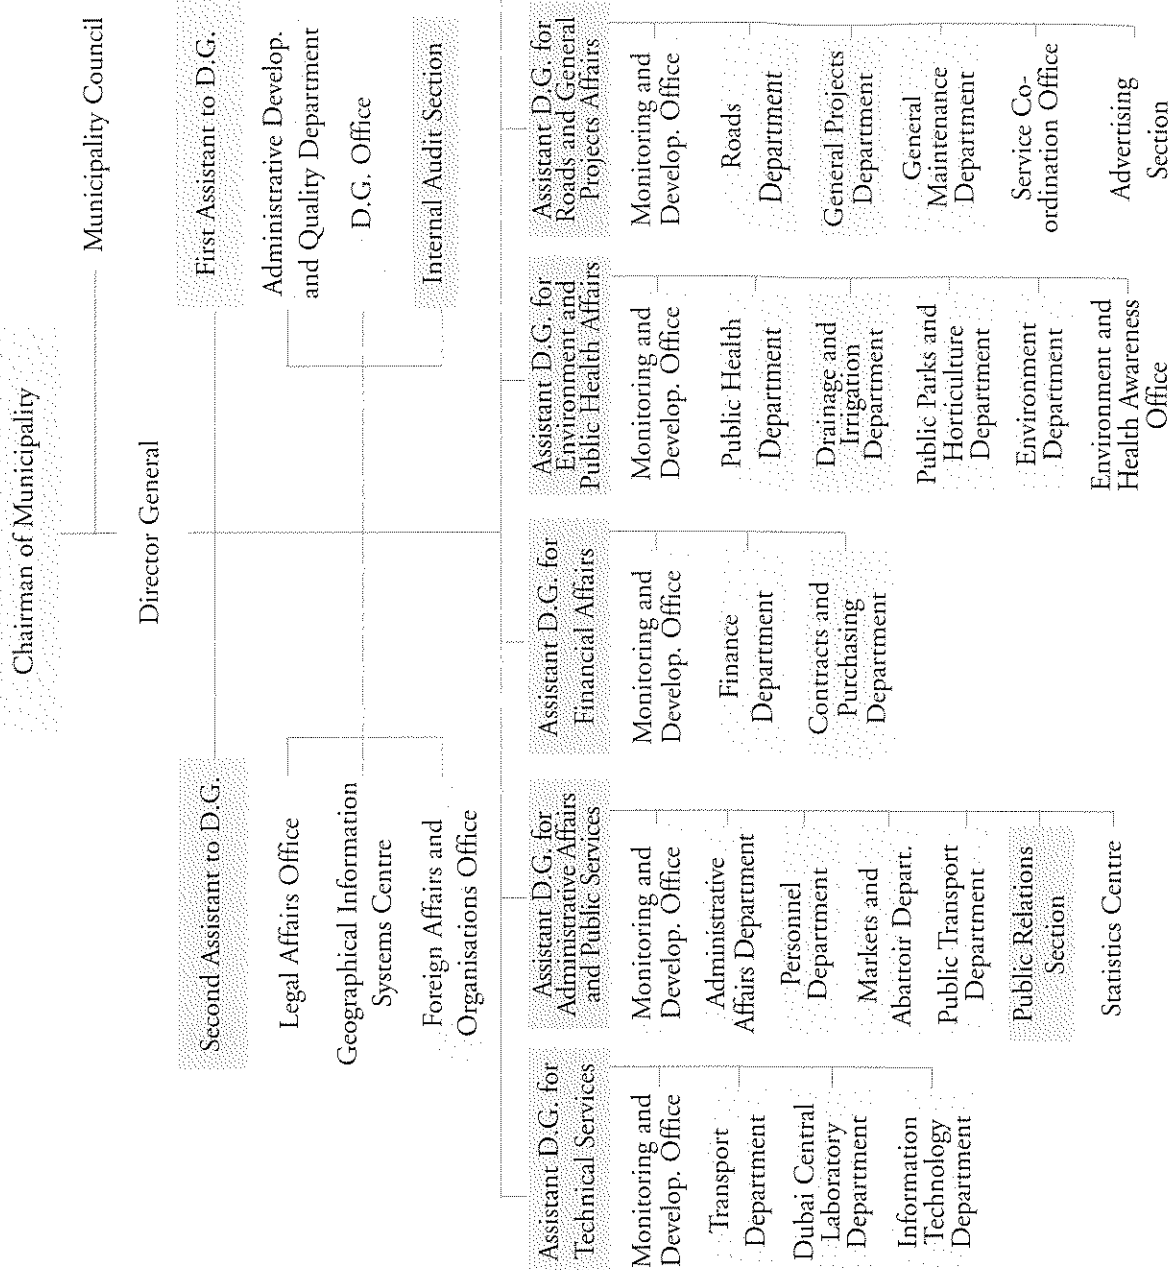 Chairman of Municipality
Municipality Council
Director General
Second Assistant to D.G.
First Assistant to D.G.
Legal Affairs Office
Geographical Information
Systems Centre
Foreign Affairs and
Organisations Office
Administrative Develop.
and Quality Department
D.G. Office
Internal Audit Section
Assistant D.G. for
Technical Services
Monitoring and
Develop. Office
Transport
Department
Dubai Central
Laboratory
Department
Information
Technology
Department
Assistant D.G. for
Administrative Affairs
and Public Services
Monitoring and
Develop. Office
Administrative
Affairs Department
Personnel
Department
Markets and
Abattoir Depart.
Public Transport
Department
Public Relations
Section
Statistics Centre
Assistant D.G. for
Financial Affairs
Monitoring and
Develop. Office
Finance
Department
Contracts and
Purchasing
Department
Assistant D.G. for
Environment and
Public Health Affairs
Monitoring and
Develop. Office
Public Health
Department
Drainage and
Irrigation
Department
Public Parks and
Horticulture
Department
Environment
Department
Environment and
Health Awareness
Office
Assistant D.G. for
Roads and General
Projects Affairs
Monitoring and
Develop. Office
Roads
Department
General Projects
Department
General
Maintenance
Department
Service Co-
ordination Office
Advertising
Section